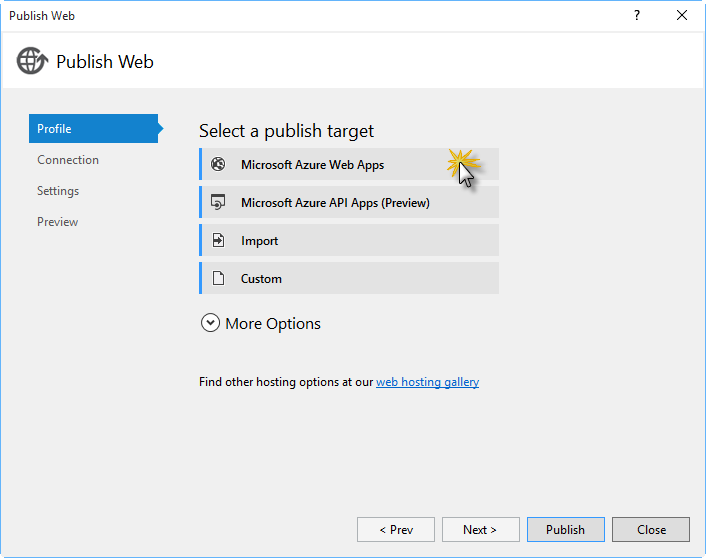 Publish Web
?
Publish Web
Profile
Connection
Settings
Preview
Select a publish target
Microsoft Azure Web Apps
Microsoft Azure API Apps (Preview)
Import
Custom
More Options
Find other hosting options at our web hosting gallery
< Prev
Next >
Publish
Close